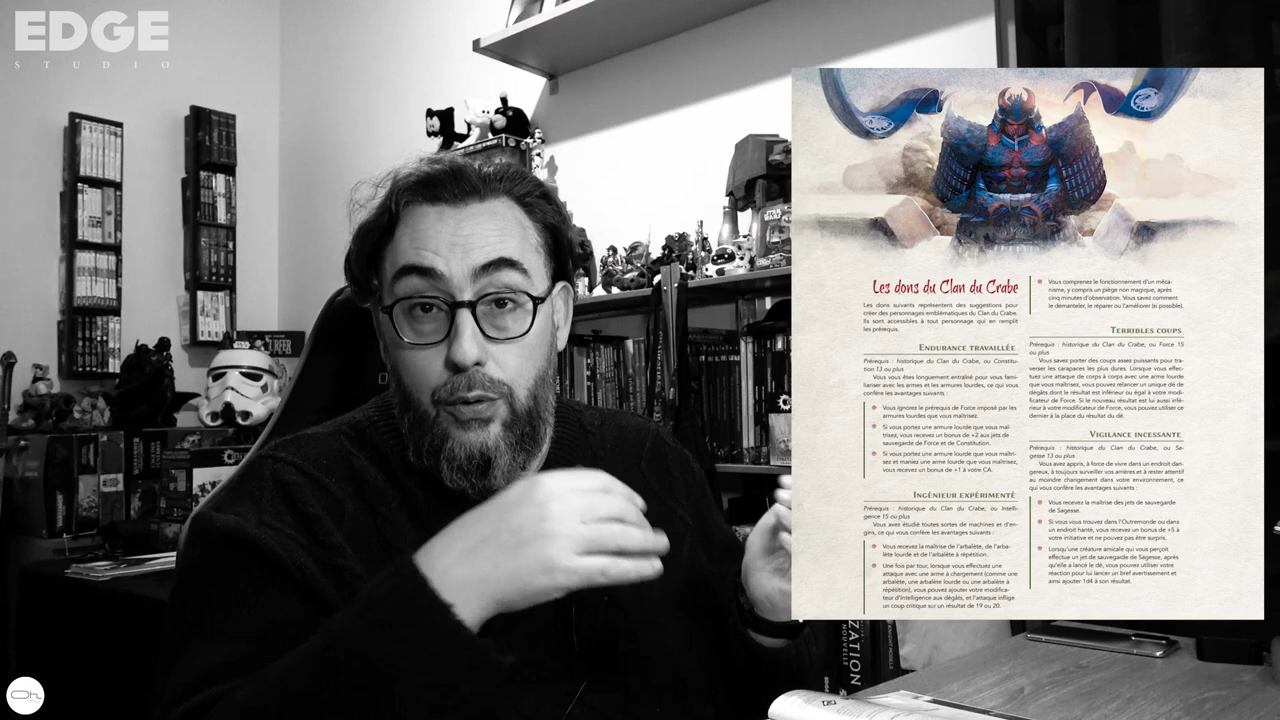 EDGE
STUDIO
STAR WARS
SURFER
Les dons du Clan du Crabe
Les dons suivants représentent des suggestions pour
créer des personnages emblématiques du Clan du Crabe.
Ils sont accessibles à tout personnage qui en remplit
les prérequis.
Endurance travaillée
Prérequis : historique du Clan du Crabe, ou Constitu-
tion 13 ou plus
Vous vous êtes longuement entraîné pour vous fami-
liariser avec les armes et les armures lourdes, ce qui vous
confère les avantages suivants :
Vous ignorez le prérequis de Force imposé par les
armures lourdes que vous maîtrisez.
Si vous portez une armure lourde que vous maî-
trisez, vous recevez un bonus de +2 aux jets de
sauvegarde de Force et de Constitution.
Si vous portez une armure lourde que vous maîtri-
sez et maniez une arme lourde que vous maîtrisez,
vous recevez un bonus de +1 à votre CA.
Ingénieur expérimenté
Prérequis : historique du Clan du Crabe, ou Intelli-
gence 15 ou plus
Vous avez étudié toutes sortes de machines et d'en-
gins, ce qui vous confère les avantages suivants :
Vous recevez la maîtrise de l'arbalète, de l'arba-
lète lourde et de l'arbalète à répétition.
Une fois par tour, lorsque vous effectuez une
attaque avec une arme à chargement (comme une
arbalète, une arbalète lourde ou une arbalète à
répétition), vous pouvez ajouter votre modifica-
teur d'Intelligence aux dégâts, et l'attaque inflige
un coup critique sur un résultat de 19 ou 20.
Vous comprenez le fonctionnement d'un méca-
nisme, y compris un piège non magique, après
cinq minutes d'observation. Vous savez comment
le démanteler, le réparer ou l'améliorer (si possible).
Terribles coups
Prérequis : historique du Clan du Crabe, ou Force 15
ou plus
Vous savez porter des coups assez puissants pour tra-
verser les carapaces les plus dures. Lorsque vous effec-
tuez une attaque de corps à corps avec une arme lourde
que vous maîtrisez, vous pouvez relancer un unique dé de
dégâts dont le résultat est inférieur ou égal à votre modi-
ficateur de Force. Si le nouveau résultat est lui aussi infé-
rieur à votre modificateur de Force, vous pouvez utiliser ce
dernier à la place du résultat du dé.
Vigilance incessante
Prérequis : historique du Clan du Crabe, ou Sa-
gesse 13 ou plus
Vous avez appris, à force de vivre dans un endroit dan-
gereux, à toujours surveiller vos arrières et à rester attentif
au moindre changement dans votre environnement, ce
qui vous confère les avantages suivants :
Vous recevez la maîtrise des jets de sauvegarde
de Sagesse.
Si vous vous trouvez dans l'Outremonde ou dans
un endroit hanté, vous recevez un bonus de +5 à
votre initiative et ne pouvez pas être surpris.
Lorsqu'une créature amicale qui vous perçoit
effectue un jet de sauvegarde de Sagesse, après
qu'elle a lancé le dé, vous pouvez utiliser votre
réaction pour lui lancer un bref avertissement et
ainsi ajouter 1d4 à son résultat.
ZATION
NOUVELLE
Oh